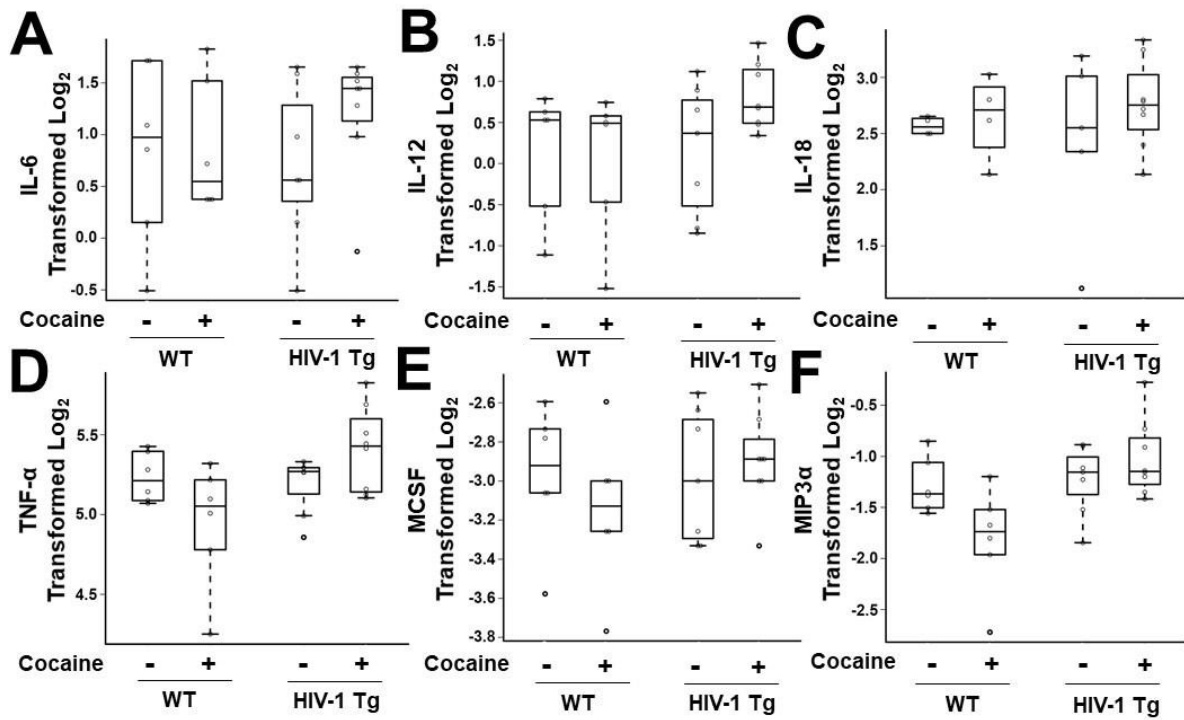 A
IL-6
Transformed Log₂
1.5
1.0
0.5
0.0
-0.5
Cocaine - + - +
WT HIV-1 Tg
B
IL-12
Transformed Log₂
1.5
1.0
0.5
0.0
-0.5
-1.0
-1.5
- + - +
WT HIV-1 Tg
C
IL-18
Transformed Log₂
3.0
2.5
2.0
1.5
Cocaine - + - +
WT HIV-1 Tg
D
TNF-α
Transformed Log₂
5.5
5.0
4.5
Cocaine - + - +
WT HIV-1 Tg
E
MCSF
Transformed Log₂
-2.6
-2.8
-3.0
-3.2
-3.4
-3.6
-3.8
Cocaine - + - +
WT HIV-1 Tg
F
MIP3α
Transformed Log₂
-0.5
-1.0
-1.5
-2.0
-2.5
Cocaine - + - +
WT HIV-1 Tg